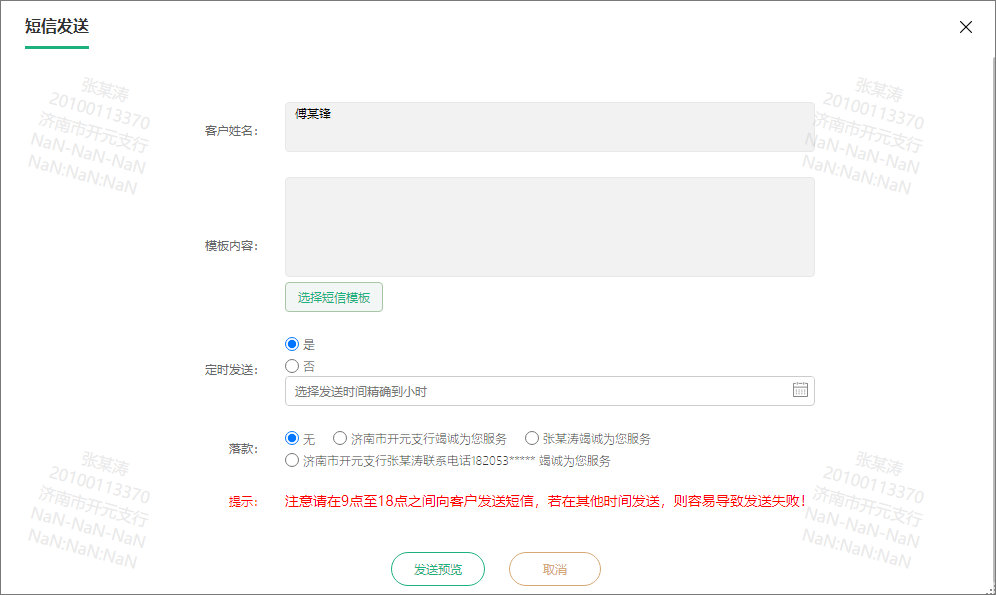 短信发送
张某涛
20100113370
济南市开元支行
NaN-NaN-NaN
NaN:NaN:NaN
张某涛
20100113370
济南市开元支行
NaN-NaN-NaN
NaN:NaN:NaN
客户姓名：
傅某锋
模板内容：
选择短信模板
定时发送：
是
否
选择发送时间精确到小时
落款：
无 济南市开元支行竭诚为您服务 张某涛竭诚为您服务
济南市开元支行张某涛联系电话182053***** 竭诚为您服务
提示： 注意请在9点至18点之间向客户发送短信，若在其他时间发送，则容易导致发送失败！
张某涛
20100113370
济南市开元支行
NaN-NaN-NaN
NaN:NaN:NaN
张某涛
20100113370
济南市开元支行
NaN-NaN-NaN
NaN:NaN:NaN
发送预览 取消